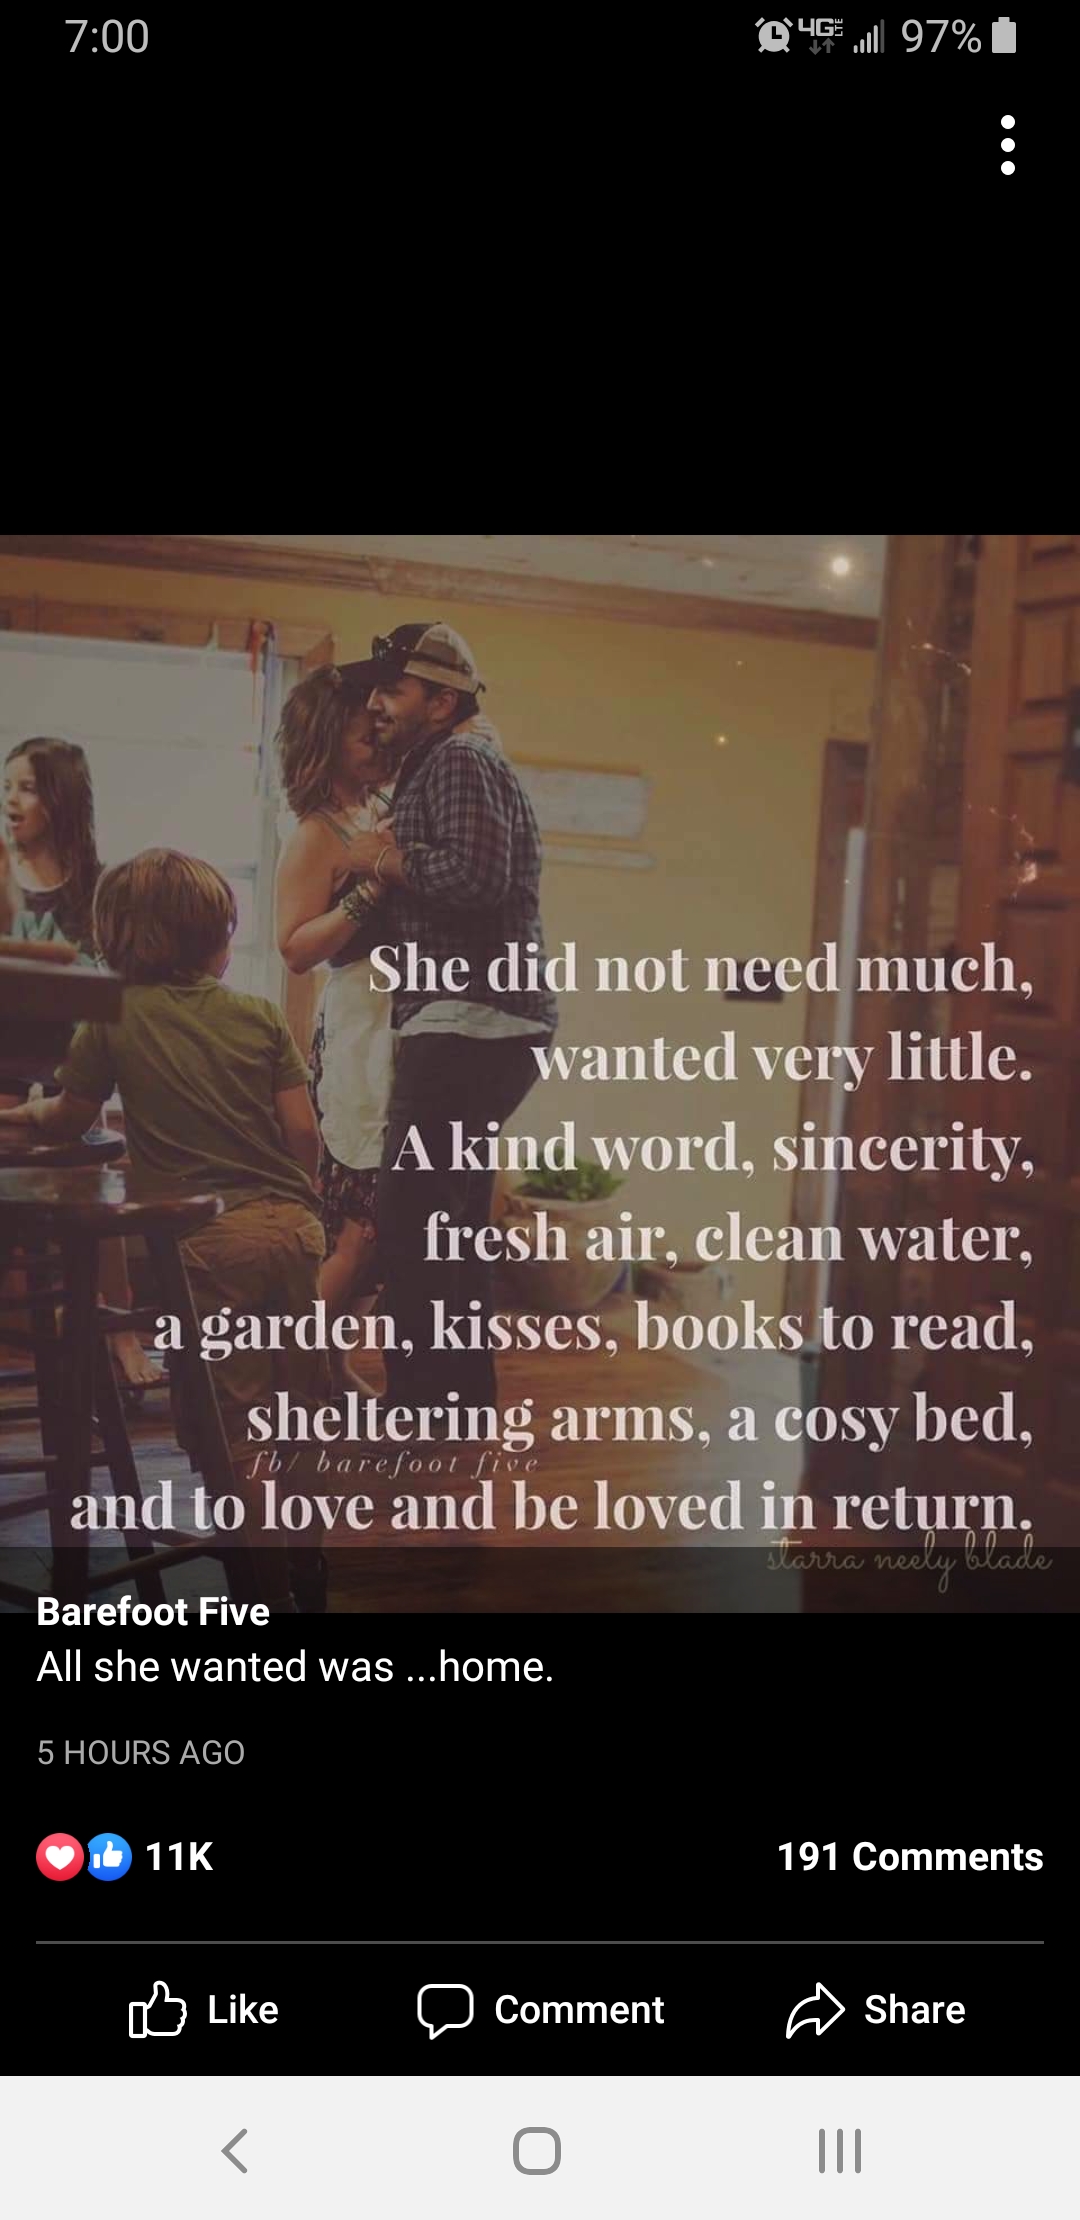 7:00 4G LTE 97%
She did not need much,
wanted very little.
A kind word, sincerity,
fresh air, clean water,
a garden, kisses, books to read,
sheltering arms, a cosy bed,
fb/ barefoot five
and to love and be loved in return.
starra neely blade
Barefoot Five
All she wanted was ...home.
5 HOURS AGO
11K 191 Comments
Like Comment Share